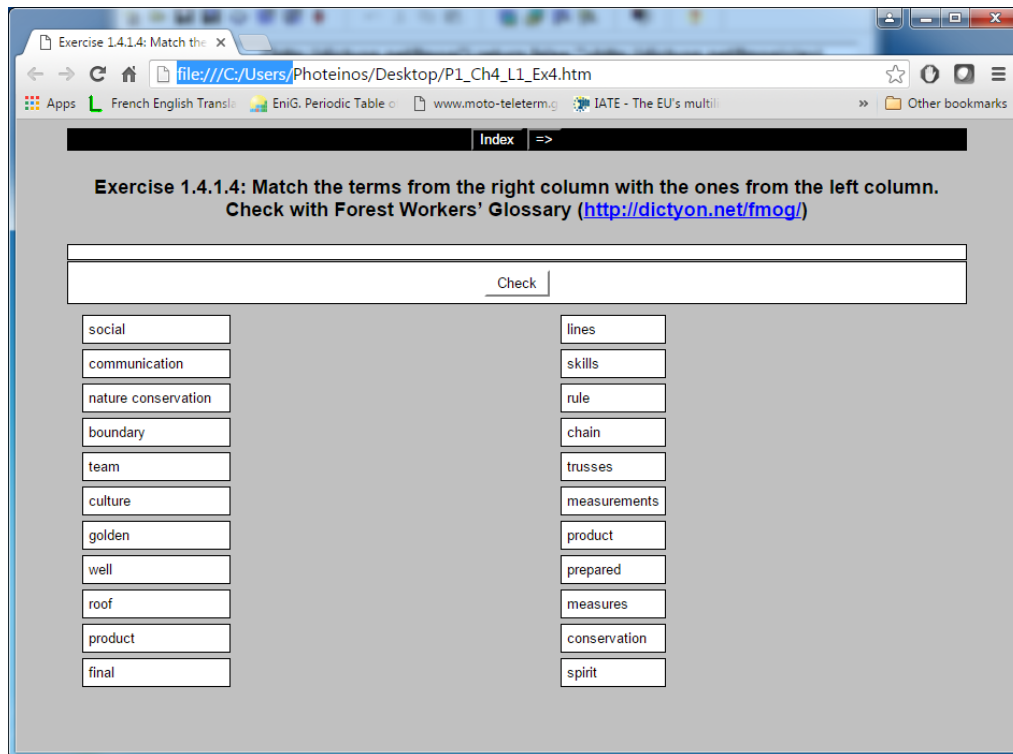 Exercise 1.4.1.4: Match the
file:///C:/Users/Photeinos/Desktop/P1_Ch4_L1_Ex4.htm
Apps French English Transla EniG. Periodic Table o www.moto-teleterm.g IATE - The EU's multili » Other bookmarks
Index =>
Exercise 1.4.1.4: Match the terms from the right column with the ones from the left column.
Check with Forest Workers’ Glossary (http://dictyon.net/fmog/)
Check
social lines
communication skills
nature conservation rule
boundary chain
team trusses
culture measurements
golden product
well prepared
roof measures
product conservation
final spirit